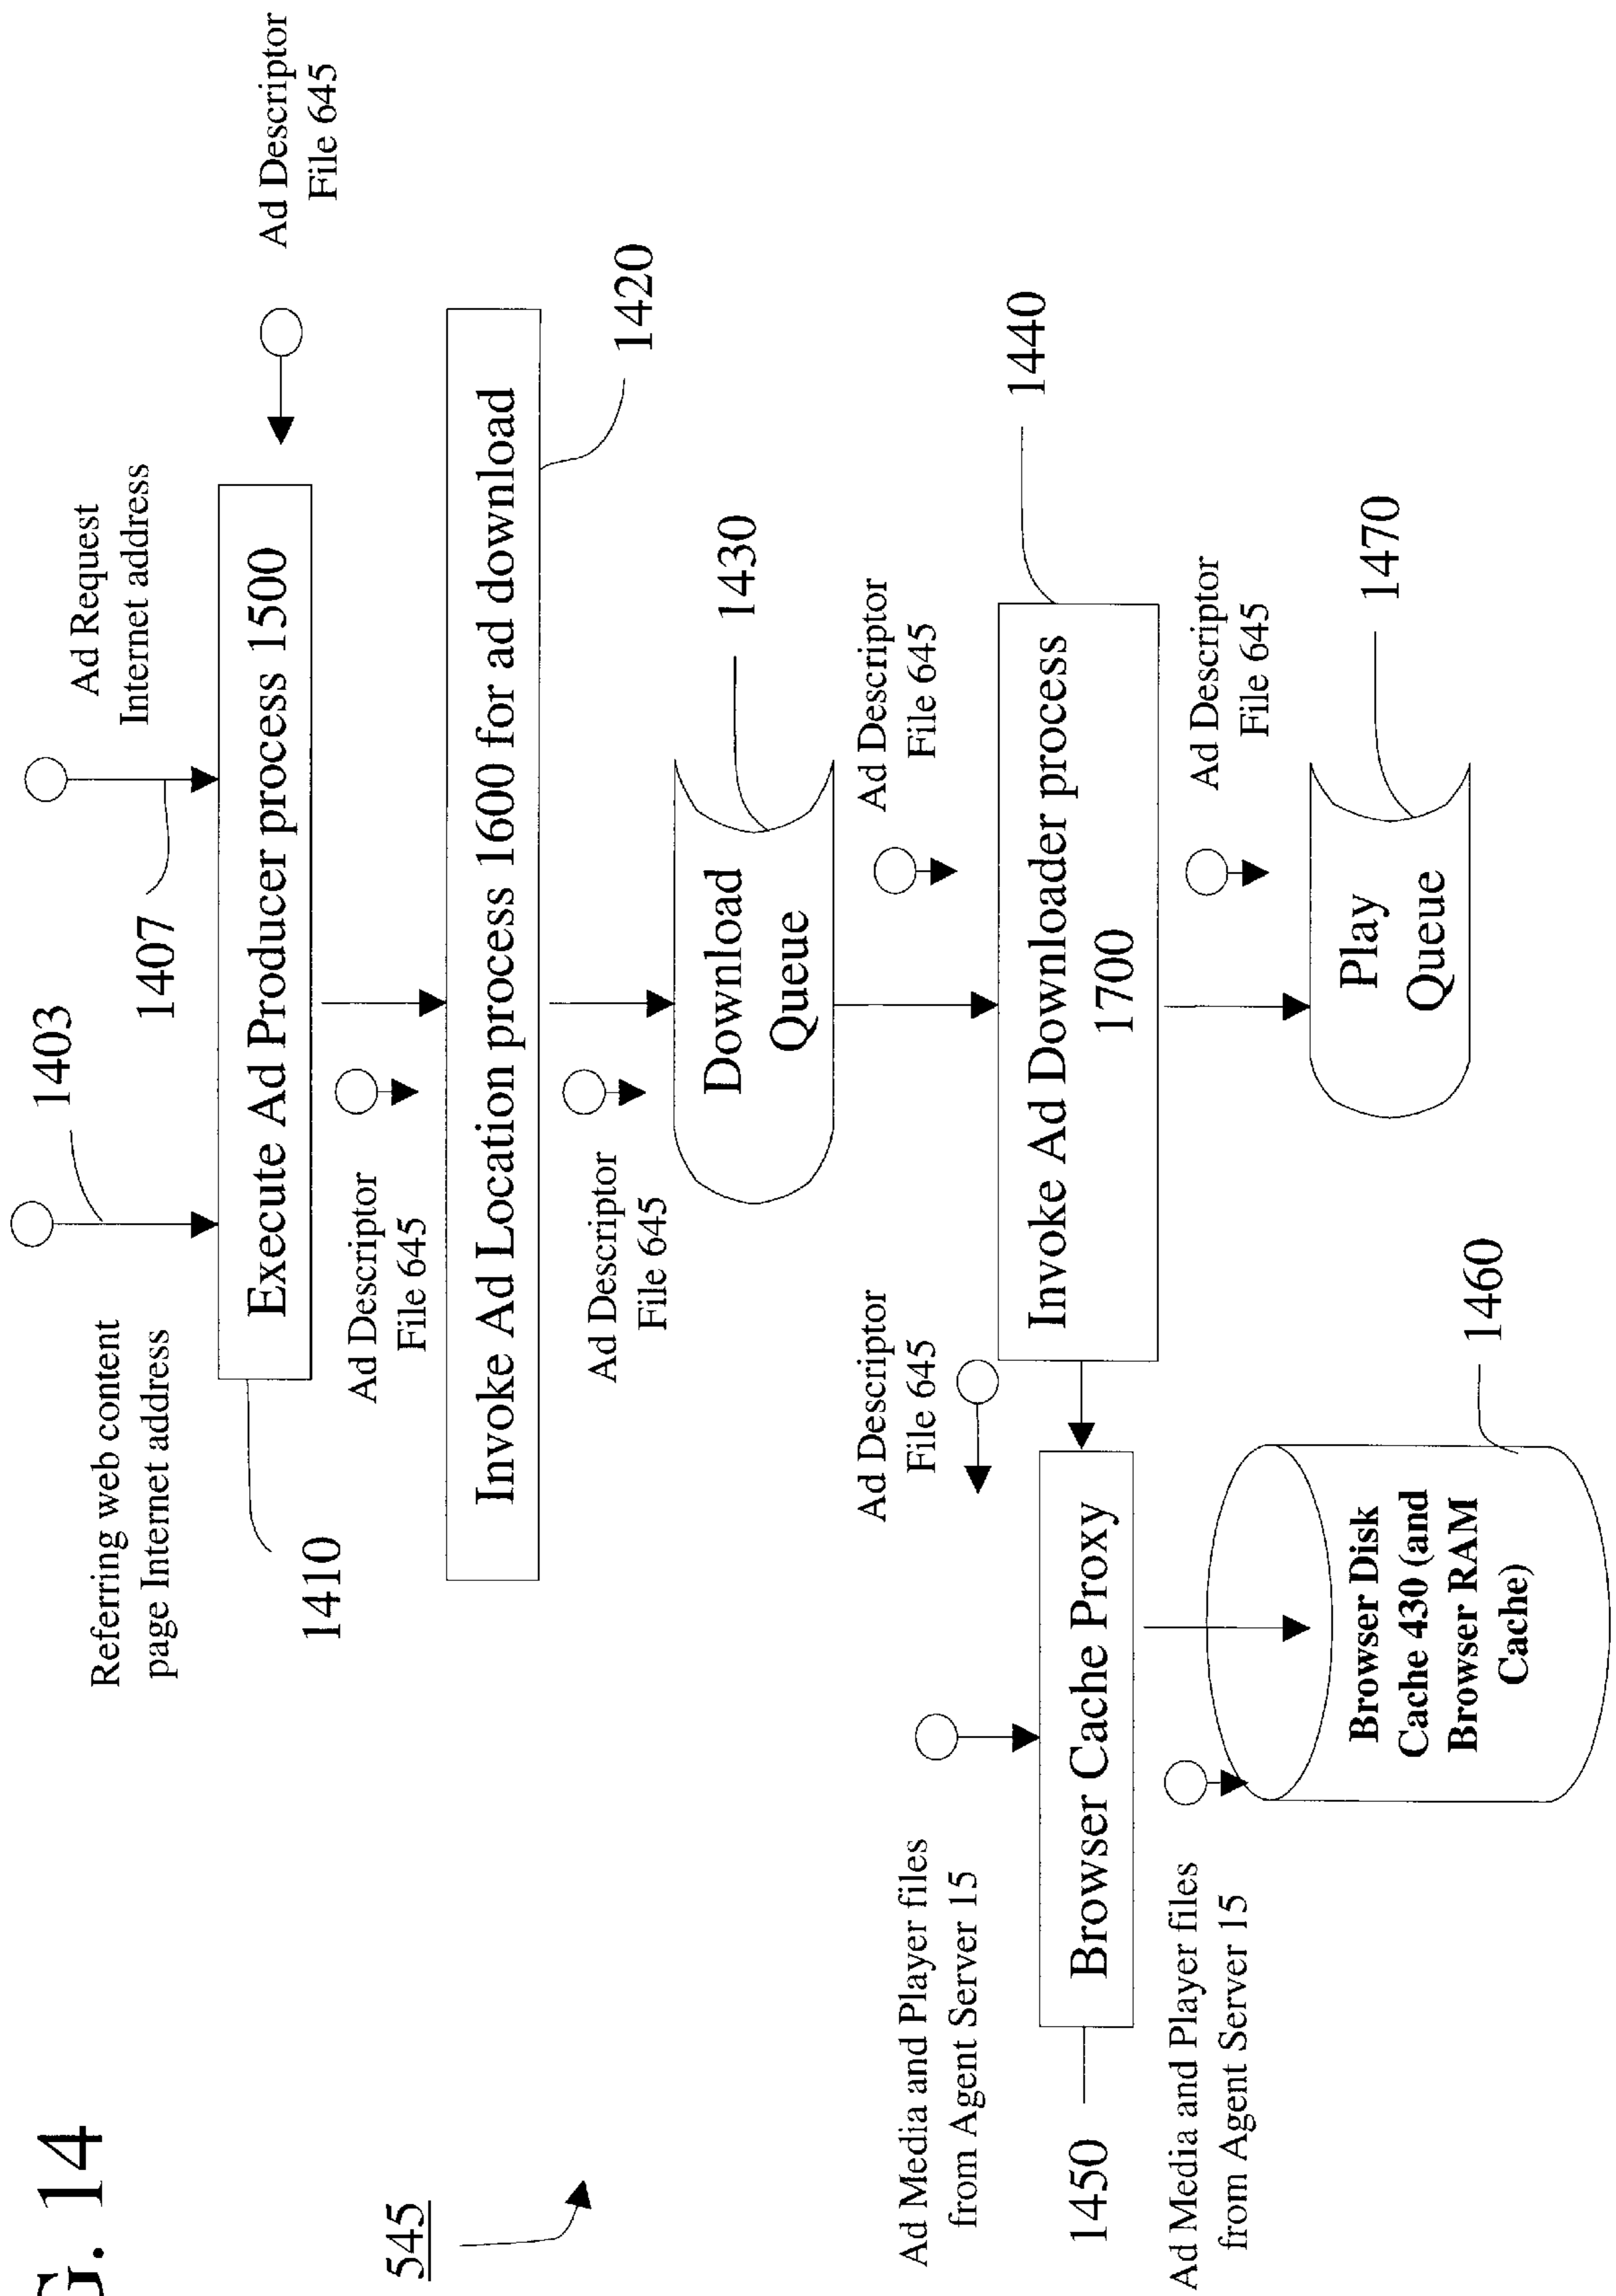 G. 14
545
Referring web content
page Internet address
1403
1407
Ad Request
Internet address
1410
Execute Ad Producer process 1500
Ad Descriptor
File 645
Ad Descriptor
File 645
Invoke Ad Location process 1600 for ad download
1420
Ad Descriptor
File 645
Download
Queue
1430
Ad Descriptor
File 645
Ad Descriptor
File 645
Invoke Ad Downloader process
1700
1440
Ad Media and Player files
from Agent Server 15
1450
Browser Cache Proxy
Ad Descriptor
File 645
Ad Media and Player files
from Agent Server 15
Browser Disk
Cache 430 (and
Browser RAM
Cache)
1460
Play
Queue
1470